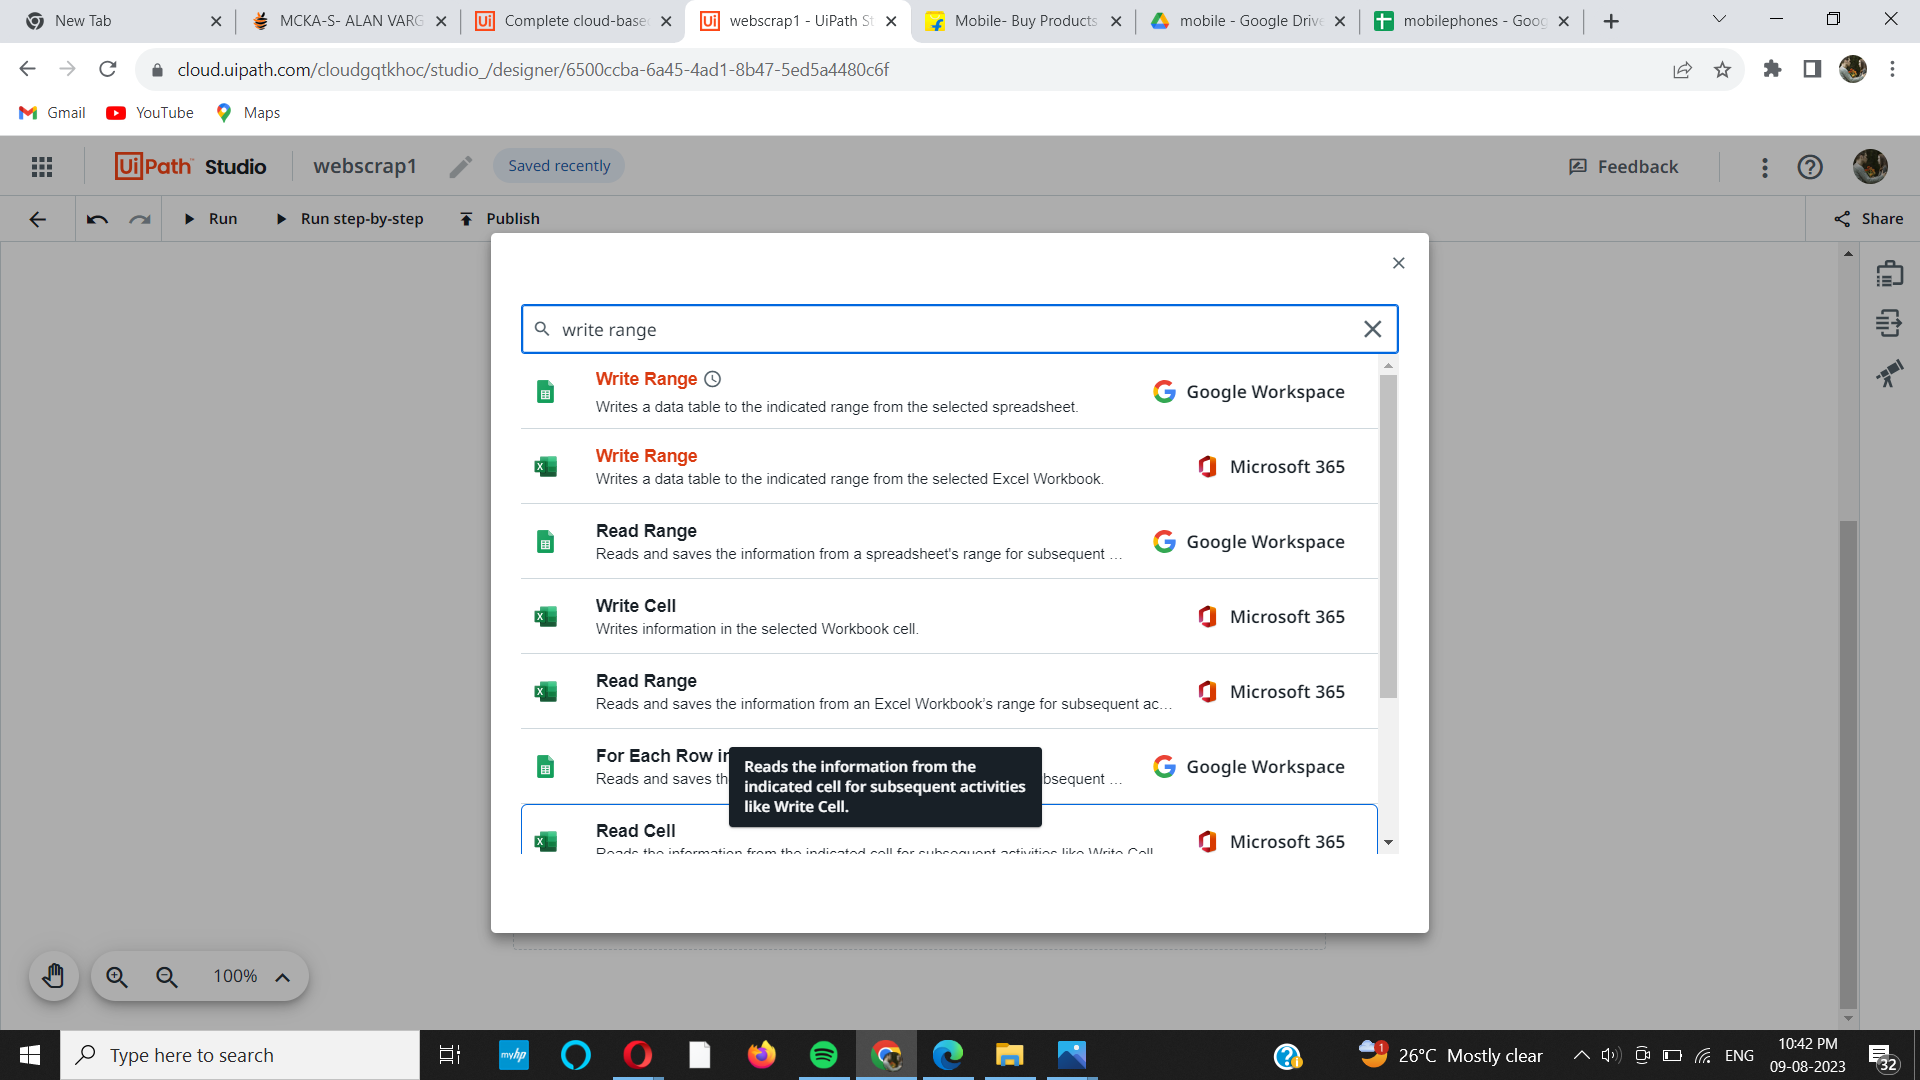 New Tab
MCKA-S- ALAN VARG
Complete cloud-base
webscrap1 - UiPath St
Mobile- Buy Products
mobile - Google Drive
mobilephones - Goog
cloud.uipath.com/cloudgqtkhoc/studio_/designer/6500ccba-6a45-4ad1-8b47-5ed5a4480c6f
Gmail
YouTube
Maps
UiPath Studio
webscrap1
Saved recently
Feedback
Run
Run step-by-step
Publish
Share
write range
Write Range
Writes a data table to the indicated range from the selected spreadsheet.
Google Workspace
Write Range
Writes a data table to the indicated range from the selected Excel Workbook.
Microsoft 365
Read Range
Reads and saves the information from a spreadsheet's range for subsequent ...
Google Workspace
Write Cell
Writes information in the selected Workbook cell.
Microsoft 365
Read Range
Reads and saves the information from an Excel Workbook's range for subsequent ac...
Microsoft 365
For Each Row in
Reads and saves th
bsequent ...
Google Workspace
Reads the information from the
indicated cell for subsequent activities
like Write Cell.
Read Cell
Reads the information from the indicated cell for subsequent activities like Write Cell
Microsoft 365
100%
Type here to search
myhp
1
26°C Mostly clear
ENG
10:42 PM
09-08-2023
32